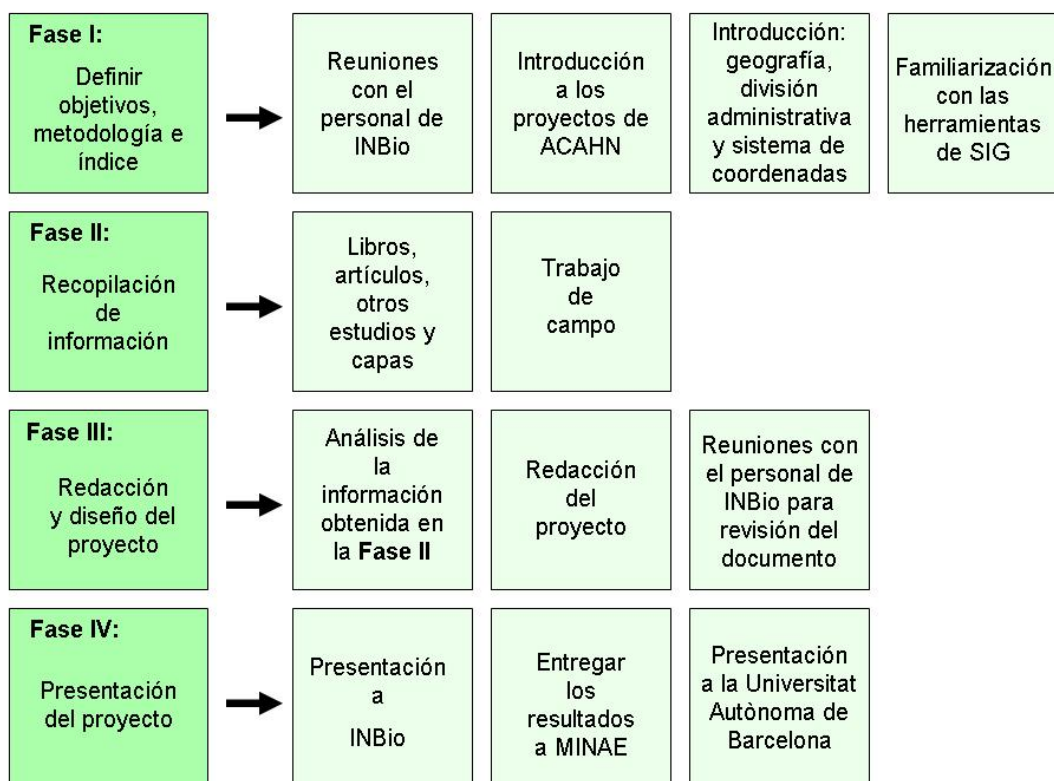 Fase I:
Definir
objetivos,
metodología e
índice
Reuniones
con el
personal de
INBio
Introducción
a los
proyectos de
ACAHN
Introducción:
geografía,
división
administrativa
y sistema de
coordenadas
Familiarización
con las
herramientas
de SIG
Fase II:
Recopilación
de
información
Libros,
artículos,
otros
estudios y
capas
Trabajo
de
campo
Fase III:
Redacción
y diseño del
proyecto
Análisis de
la
información
obtenida en
la Fase II
Redacción
del
proyecto
Reuniones con
el personal de
INBio para
revisión del
documento
Fase IV:
Presentación
del proyecto
Presentación
a
INBio
Entregar
los
resultados
a MINAE
Presentación
a la Universitat
Autònoma de
Barcelona